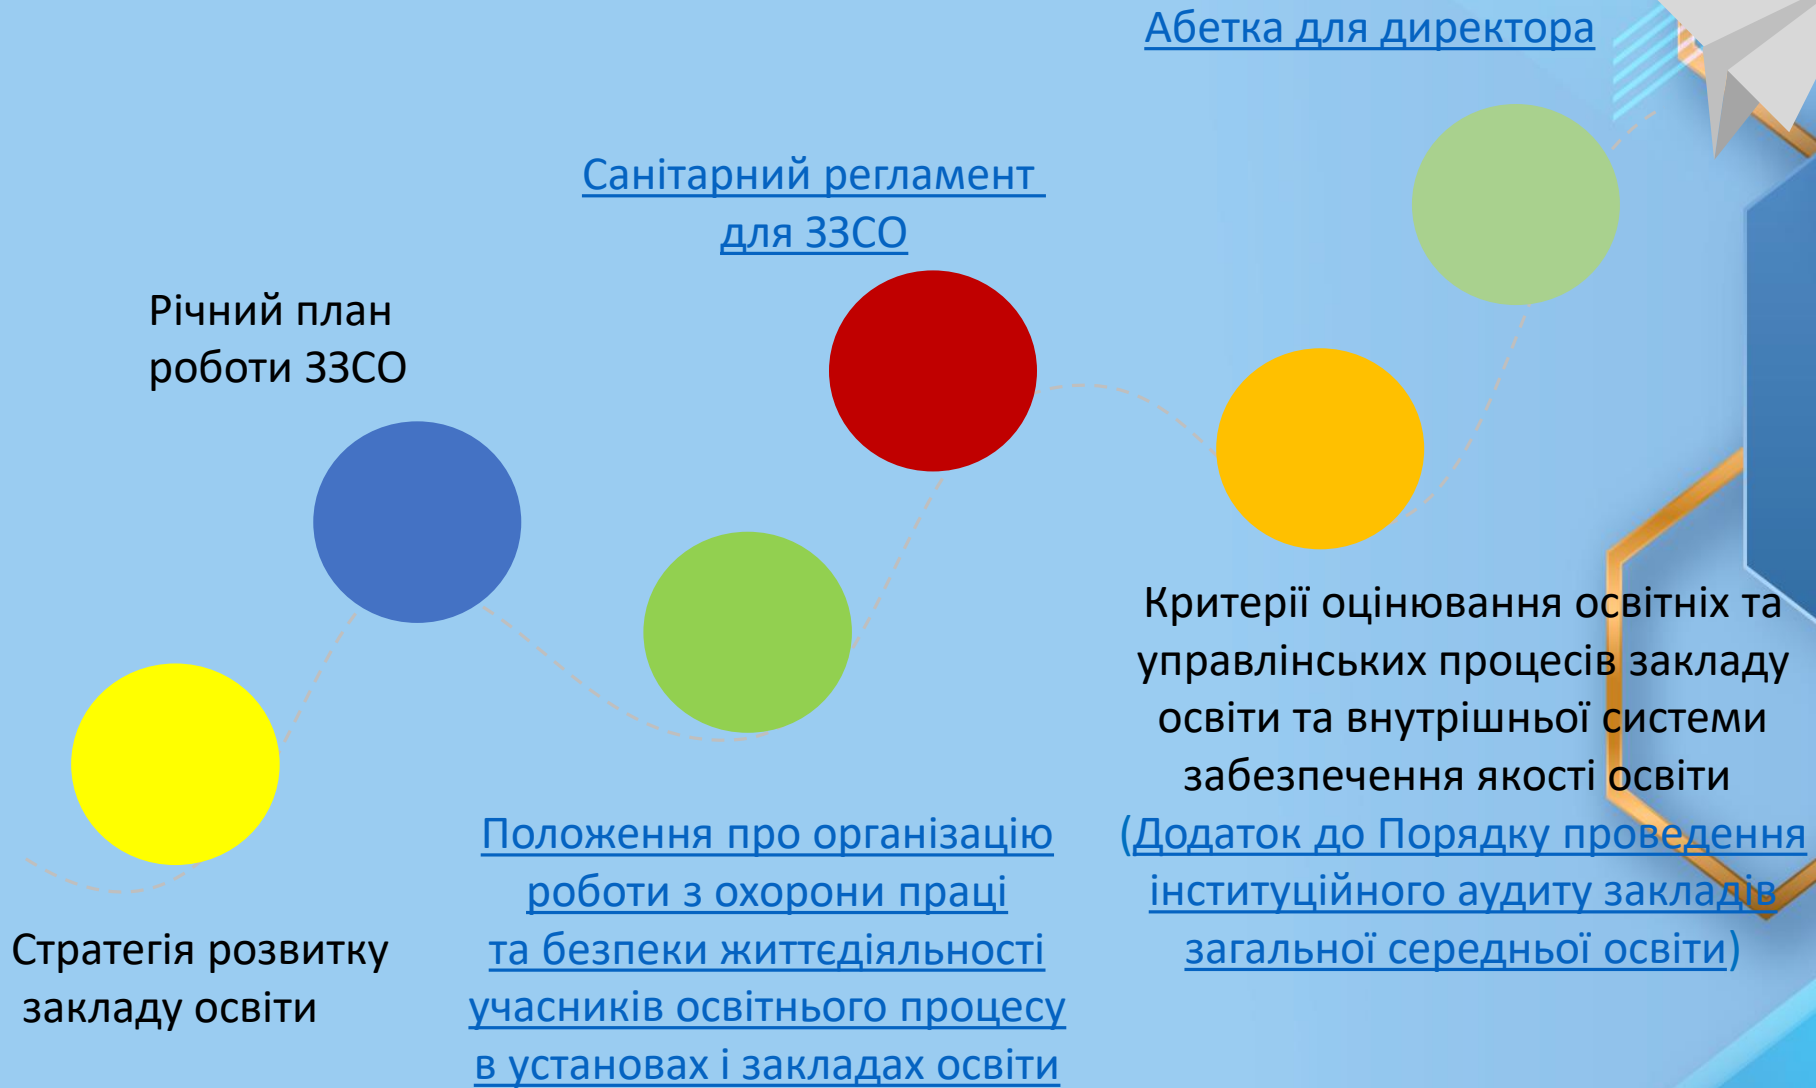 Абетка для директора
Санітарний регламент
для ЗЗСО
Річний план
роботи ЗЗСО
Критерії оцінювання освітніх та
управлінських процесів закладу
освіти та внутрішньої системи
забезпечення якості освіти
(Додаток до Порядку проведення
інституційного аудиту закладів
загальної середньої освіти)
Положення про організацію
роботи з охорони праці
та безпеки життєдіяльності
учасників освітнього процесу
в установах і закладах освіти
Стратегія розвитку
закладу освіти